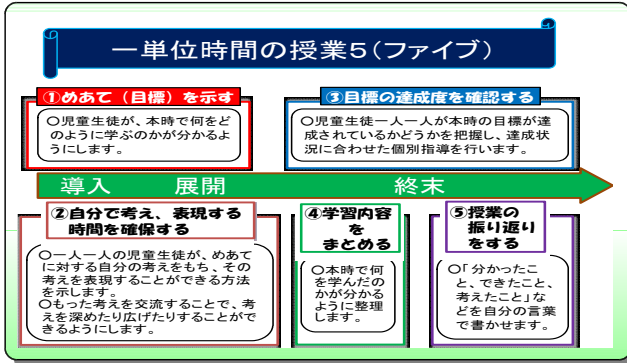 一単位時間の授業５（ファイブ）
①めあて（目標）を示す
○児童生徒が、本時で何をど
のように学ぶのかが分かるよ
うにします。
③目標の達成度を確認する
○児童生徒一人一人が本時の目標が達
成されているかどうかを把握し、達成状
況に合わせた個別指導を行います。
導入 展開 終末
②自分で考え、表現する
時間を確保する
○一人一人の児童生徒が、めあて
に対する自分の考えをもち、その
考えを表現することができる方法
を示します。
○もった考えを交流することで、考
えを深めたり広げたりすることがで
きるようにします。
④学習内容
を
まとめる
○本時で何
を学んだの
かが分かる
ように整理
します。
⑤授業の
振り返り
をする
○「分かったこ
と、できたこと、
考えたこと」な
どを自分の言葉
で書かせます。